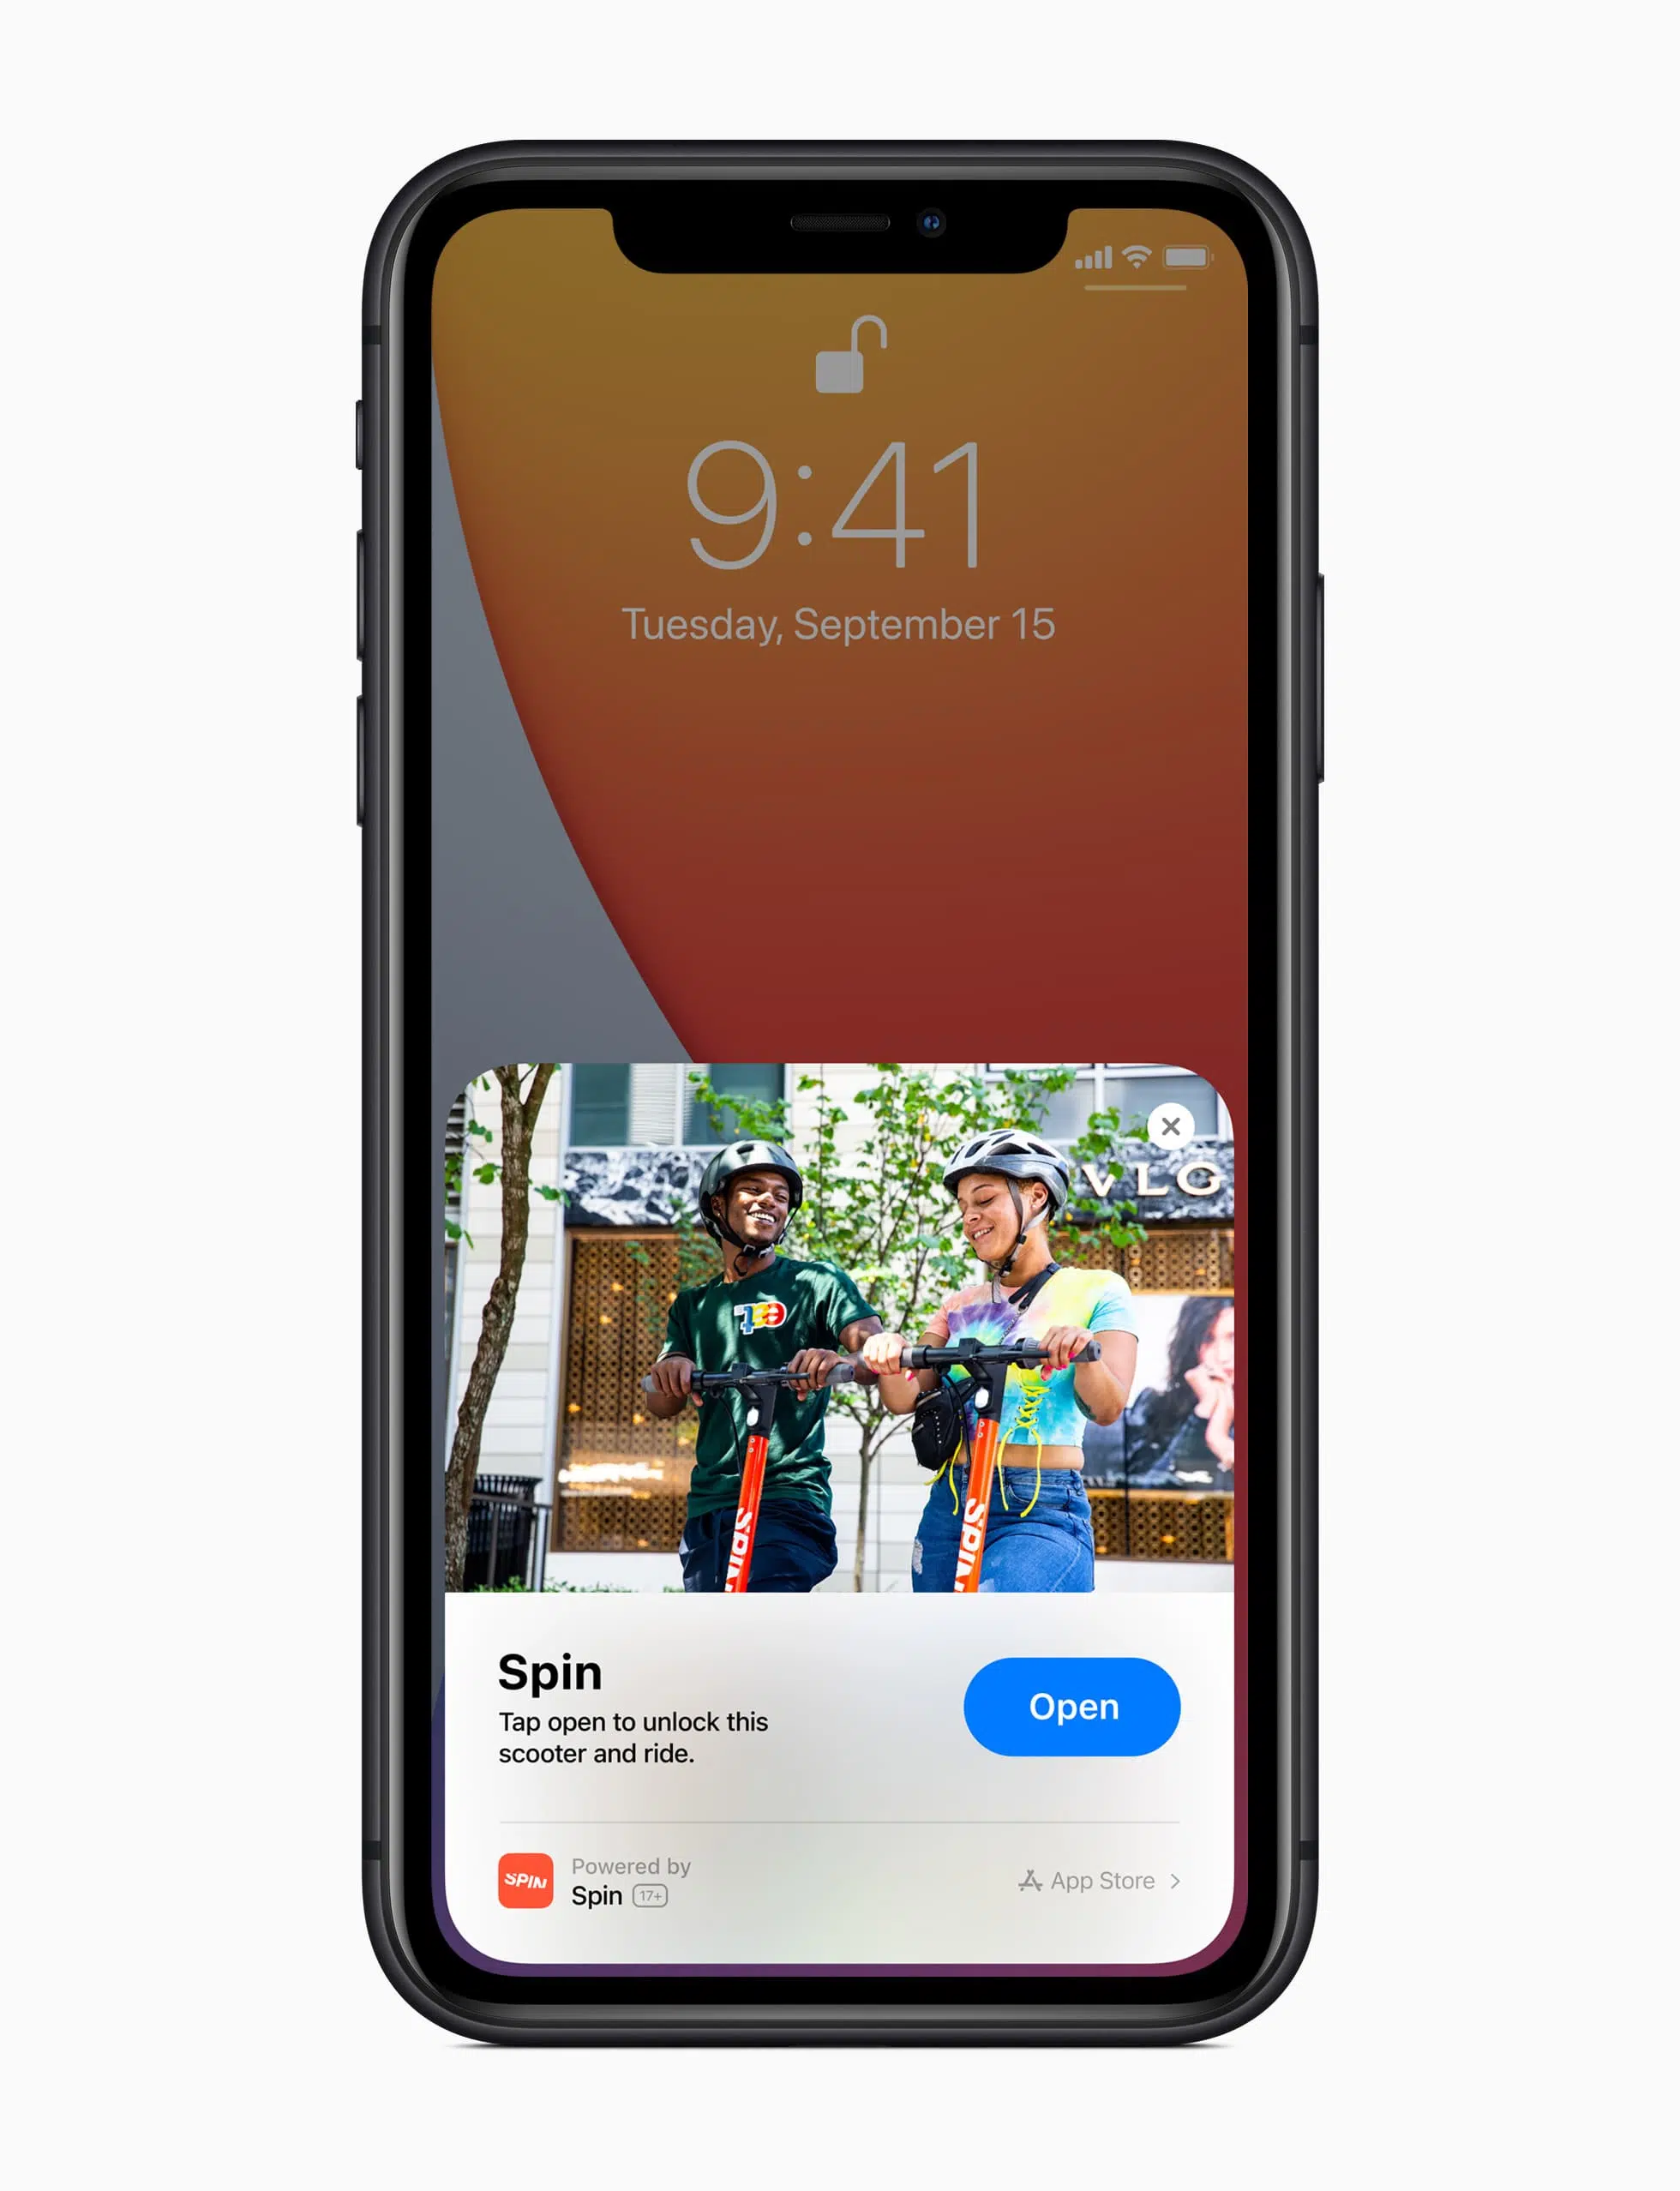 9:41
Tuesday, September 15
VLG
SPIN
SPIN
Spin
Tap open to unlock this
scooter and ride.
Open
SPIN
Powered by
Spin 17+
App Store